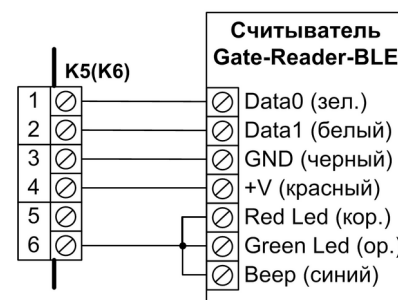 Считыватель
Gate-Reader-BLE
K5(K6)
1
Data0 (зел.)
2
Data1 (белый)
3
GND (черный)
4
+V (красный)
5
Red Led (кор.)
6
Green Led (ор.)
Beep (синий)